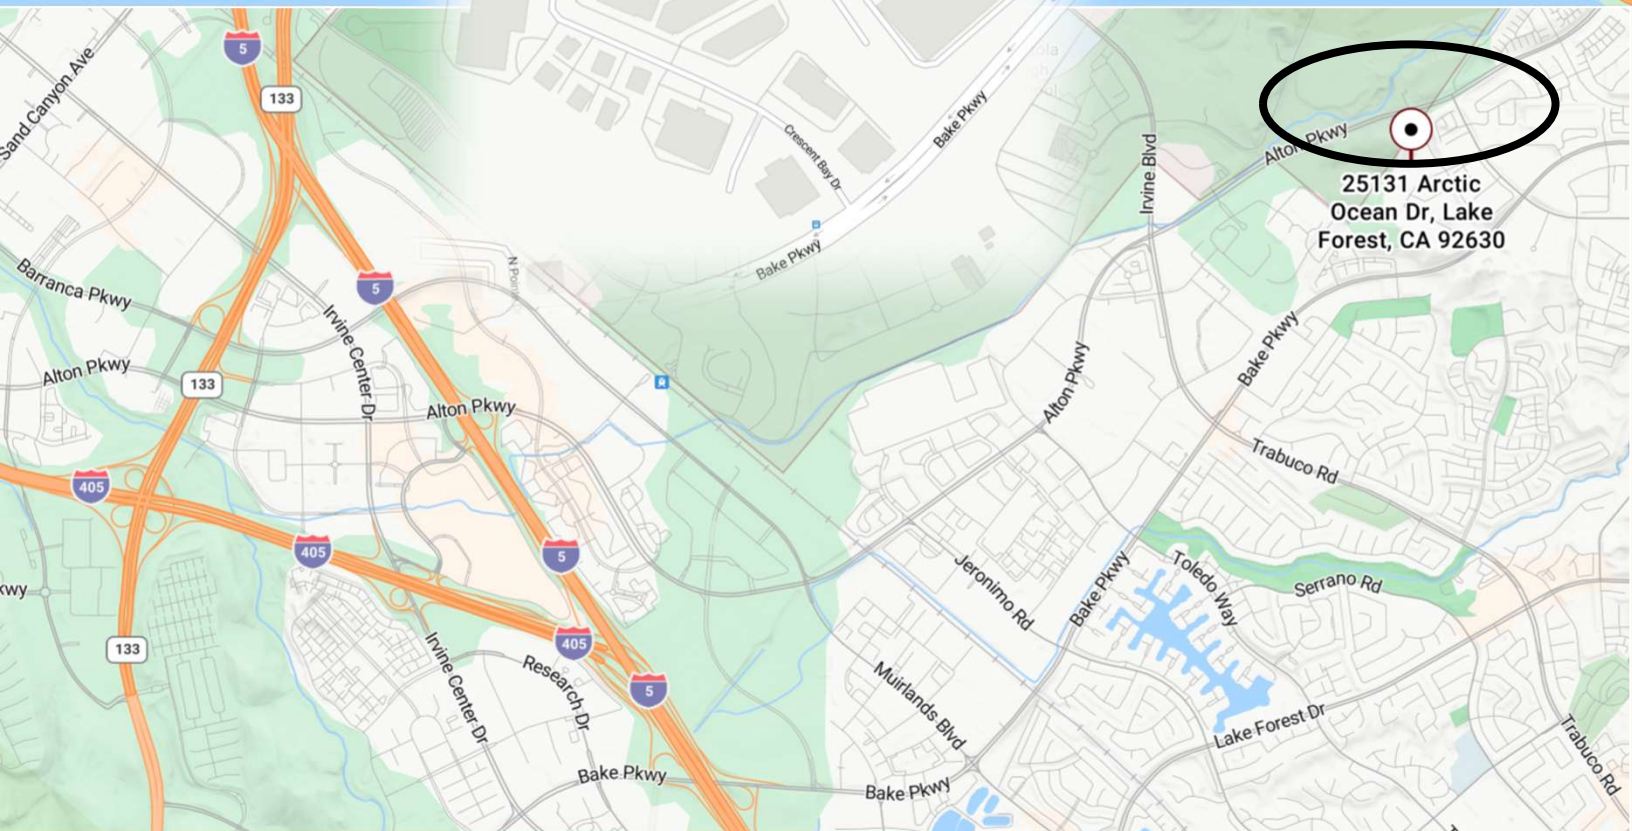 5
133
Sand Canyon Ave
Bake Pkwy
Crescent Bay Dr
Bake Pkwy
Irvine Blvd
Alton Pkwy
25131 Arctic
Ocean Dr, Lake
Forest, CA 92630
Barranca Pkwy
5
N Pointe
Irvine Center Dr
Alton Pkwy
133
Alton Pkwy
Alton Pkwy
Bake Pkwy
Trabuco Rd
405
405
5
Jeronimo Rd
Bake Pkwy
Toledo Way
Serrano Rd
133
405
Irvine Center Dr
Research Dr
5
Muirlands Blvd
Lake Forest Dr
Trabuco Rd
Bake Pkwy
Bake Pkwy